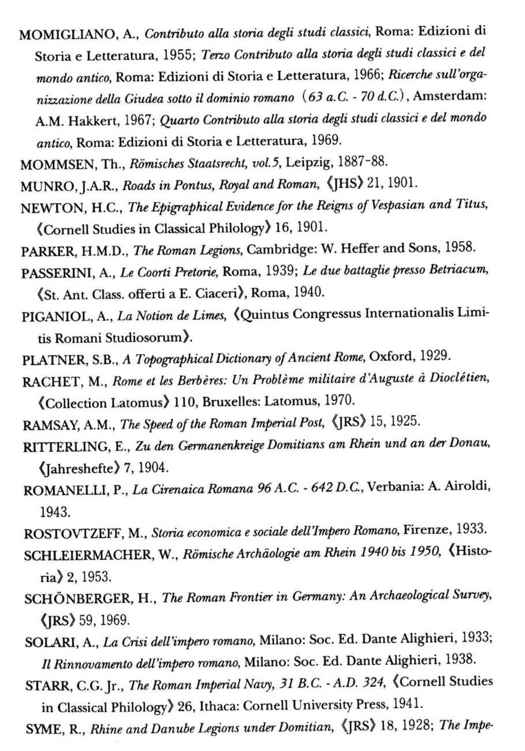 MOMIGLIANO, A., Contributo alla storia degli studi classici, Roma: Edizioni di
Storia e Letteratura, 1955; Terzo Contributo alla storia degli studi classici e del
mondo antico, Roma: Edizioni di Storia e Letteratura, 1966; Ricerche sull'orga-
nizzazione della Giudea sotto il dominio romano (63 a.C. - 70 d.C.), Amsterdam:
A.M. Hakkert, 1967; Quarto Contributo alla storia degli studi classici e del mondo
antico, Roma: Edizioni di Storia e Letteratura, 1969.
MOMMSEN, Th., Römisches Staatsrecht, vol.5, Leipzig, 1887-88.
MUNRO, J.A.R., Roads in Pontus, Royal and Roman, 《JHS》 21, 1901.
NEWTON, H.C., The Epigraphical Evidence for the Reigns of Vespasian and Titus,
《Cornell Studies in Classical Philology》 16, 1901.
PARKER, H.M.D., The Roman Legions, Cambridge: W. Heffer and Sons, 1958.
PASSERINI, A., Le Coorti Pretorie, Roma, 1939; Le due battaglie presso Betriacum,
《St. Ant. Class. offerti a E. Ciaceri》, Roma, 1940.
PIGANIOL, A., La Notion de Limes, 《Quintus Congressus Internationalis Limi-
tis Romani Studiosorum》.
PLATNER, S.B., A Topographical Dictionary of Ancient Rome, Oxford, 1929.
RACHET, M., Rome et les Berbères: Un Problème militaire d'Auguste à Dioclétien,
《Collection Latomus》 110, Bruxelles: Latomus, 1970.
RAMSAY, A.M., The Speed of the Roman Imperial Post, 《JRS》 15, 1925.
RITTERLING, E., Zu den Germanenkreige Domitians am Rhein und an der Donau,
《Jahreshefte》 7, 1904.
ROMANELLI, P., La Cirenaica Romana 96 A.C. - 642 D.C., Verbania: A. Airoldi,
1943.
ROSTOVTZEFF, M., Storia economica e sociale dell'Impero Romano, Firenze, 1933.
SCHLEIERMACHER, W., Römische Archäologie am Rhein 1940 bis 1950, 《Histo-
ria》 2, 1953.
SCHÖNBERGER, H., The Roman Frontier in Germany: An Archaeological Survey,
《JRS》 59, 1969.
SOLARI, A., La Crisi dell'impero romano, Milano: Soc. Ed. Dante Alighieri, 1933;
Il Rinnovamento dell'impero romano, Milano: Soc. Ed. Dante Alighieri, 1938.
STARR, C.G. Jr., The Roman Imperial Navy, 31 B.C. - A.D. 324, 《Cornell Studies
in Classical Philology》 26, Ithaca: Cornell University Press, 1941.
SYME, R., Rhine and Danube Legions under Domitian, 《JRS》 18, 1928; The Impe-